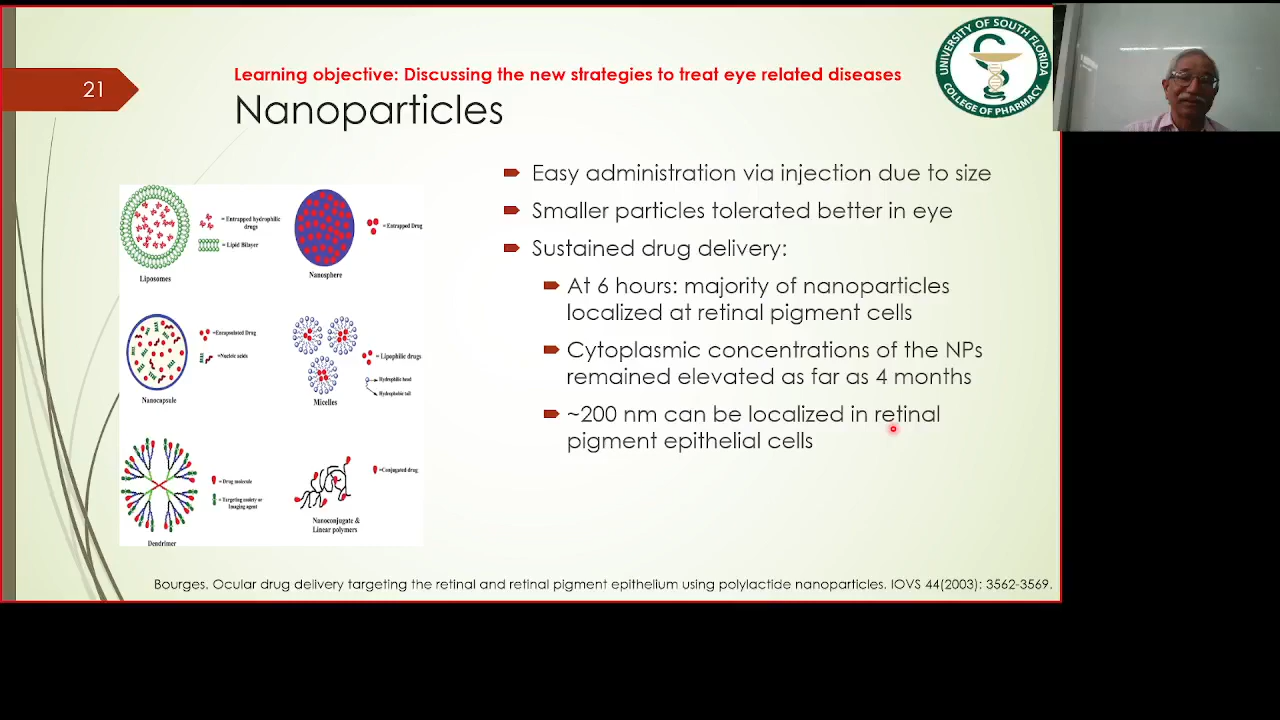 21
Learning objective: Discussing the new strategies to treat eye related diseases
Nanoparticles
UNIVERSITY OF SOUTH FLORIDA
COLLEGE OF PHARMACY
Easy administration via injection due to size
Smaller particles tolerated better in eye
Sustained drug delivery:
At 6 hours: majority of nanoparticles
localized at retinal pigment cells
Cytoplasmic concentrations of the NPs
remained elevated as far as 4 months
~200 nm can be localized in retinal
pigment epithelial cells
= Entrapped hydrophilic
drugs
= Lipid Bilayer
Liposomes
= Entrapped Drug
Nanosphere
=Encapsulated Drug
=Nucleic acids
Nanocapsule
= Lipophilic drugs
Hydrophilic head
Hydrophobic tail
Micelles
= Drug molecule
= Targeting moiety or
Imaging agent
Dendrimer
=Conjugated drug
Nanoconjugate &
Linear polymers
Bourges. Ocular drug delivery targeting the retinal and retinal pigment epithelium using polylactide nanoparticles. IOVS 44(2003): 3562-3569.